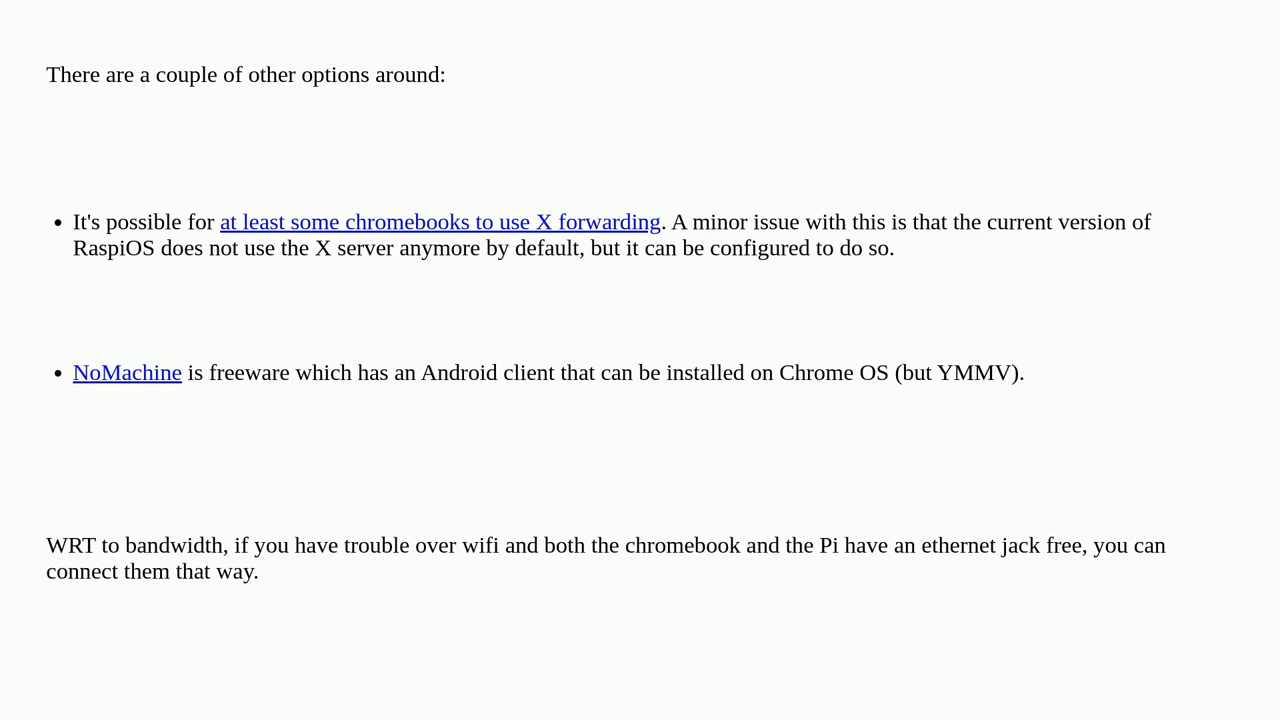 There are a couple of other options around:
• It's possible for at least some chromebooks to use X forwarding. A minor issue with this is that the current version of
RaspiOS does not use the X server anymore by default, but it can be configured to do so.
• NoMachine is freeware which has an Android client that can be installed on Chrome OS (but YMMV).
WRT to bandwidth, if you have trouble over wifi and both the chromebook and the Pi have an ethernet jack free, you can
connect them that way.